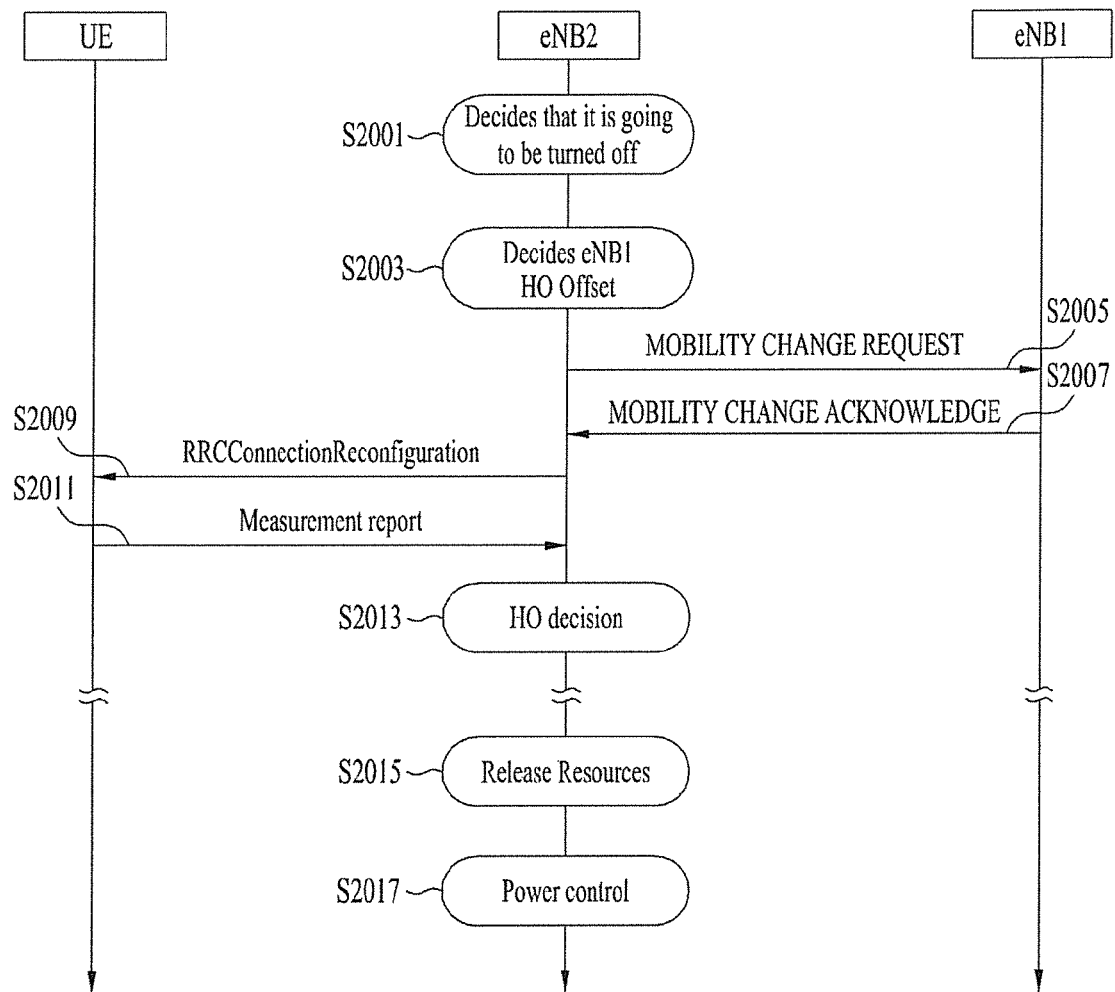 UE
eNB2
eNB1
S2001
Decides that it is going
to be turned off
S2003
Decides eNB1
HO Offset
S2005
MOBILITY CHANGE REQUEST
S2007
MOBILITY CHANGE ACKNOWLEDGE
S2009
RRCConnectionReconfiguration
S2011
Measurement report
S2013
HO decision
S2015
Release Resources
S2017
Power control